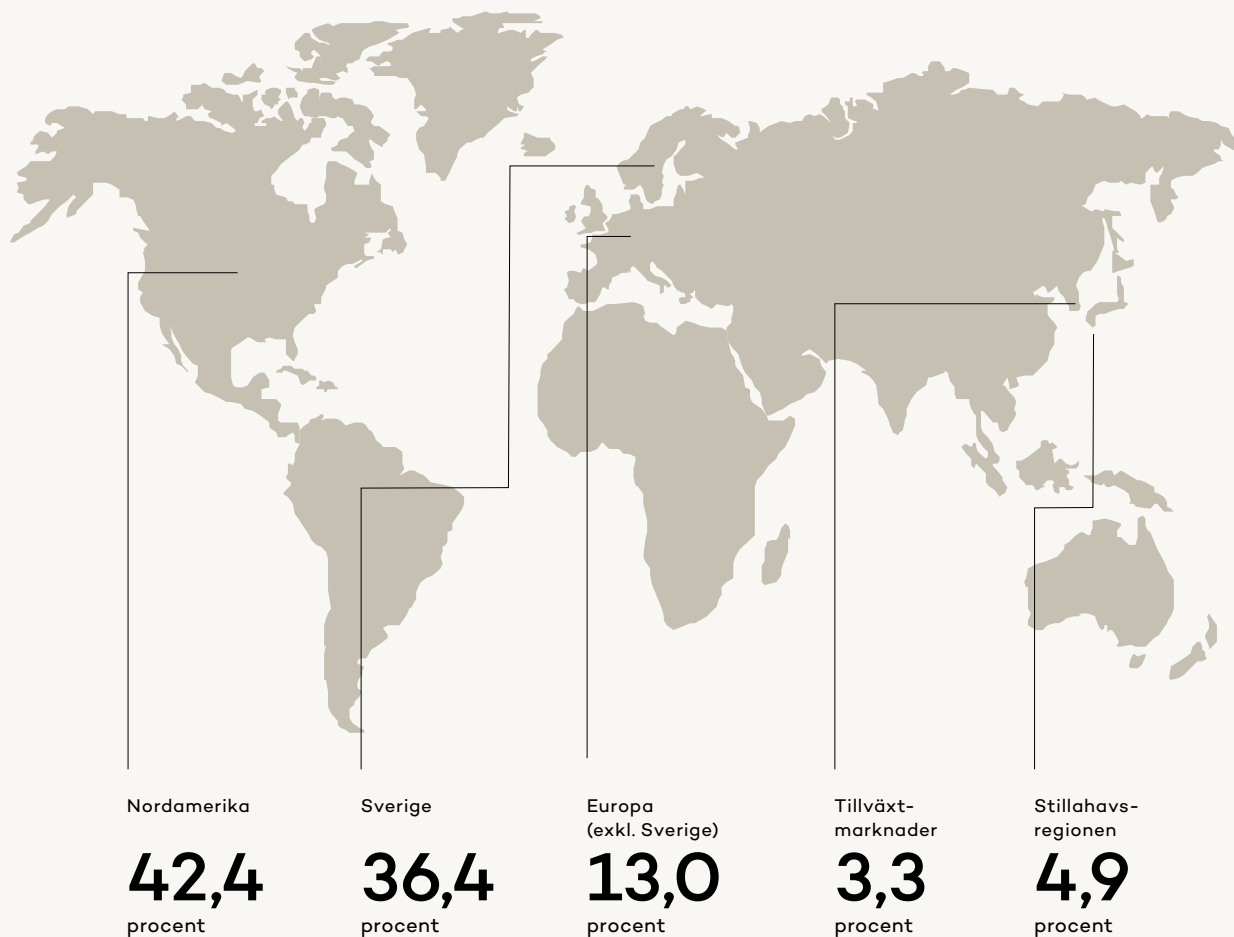 Nordamerika
42,4
procent
Sverige
36,4
procent
Europa
(exkl. Sverige)
13,0
procent
Tillväxt-
marknader
3,3
procent
Stillahavs-
regionen
4,9
procent